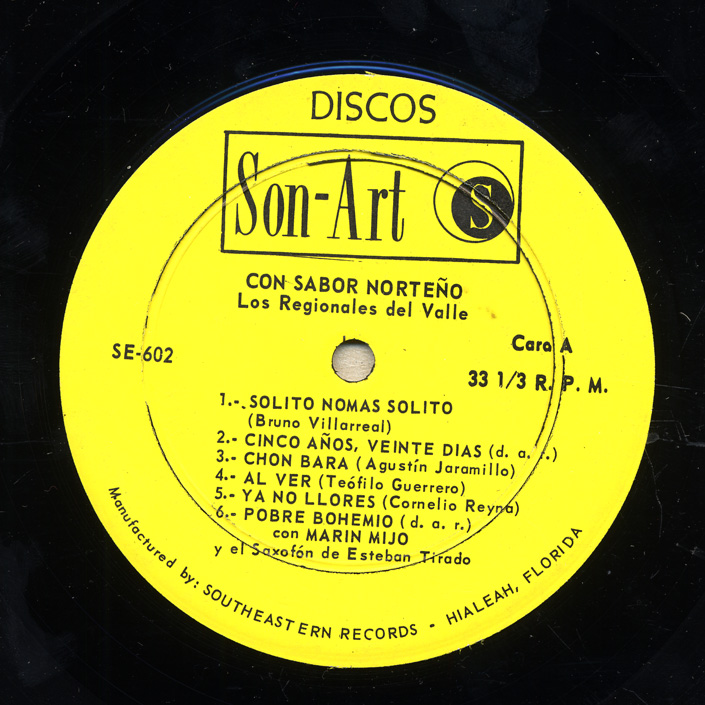 DISCOS
Son-Art S
CON SABOR NORTEÑO
Los Regionales del Valle
SE-602
Cara A
33 1/3 R. P. M.
1.-. SOLITO NOMAS SOLITO
(Bruno Villarreal)
2.- CINCO AÑOS, VEINTE DIAS (d. a. r.)
3.- CHON BARA (Agustín Jaramillo)
4.- AL VER (Teófilo Guerrero)
5.- YA NO LLORES (Cornelio Reyna)
6.- POBRE BOHEMIO (d. a. r.)
con MARIN MIJO
y el Saxofón de Esteban Tirado
Manufactured by: SOUTHEASTERN RECORDS - HIALEAH, FLORIDA